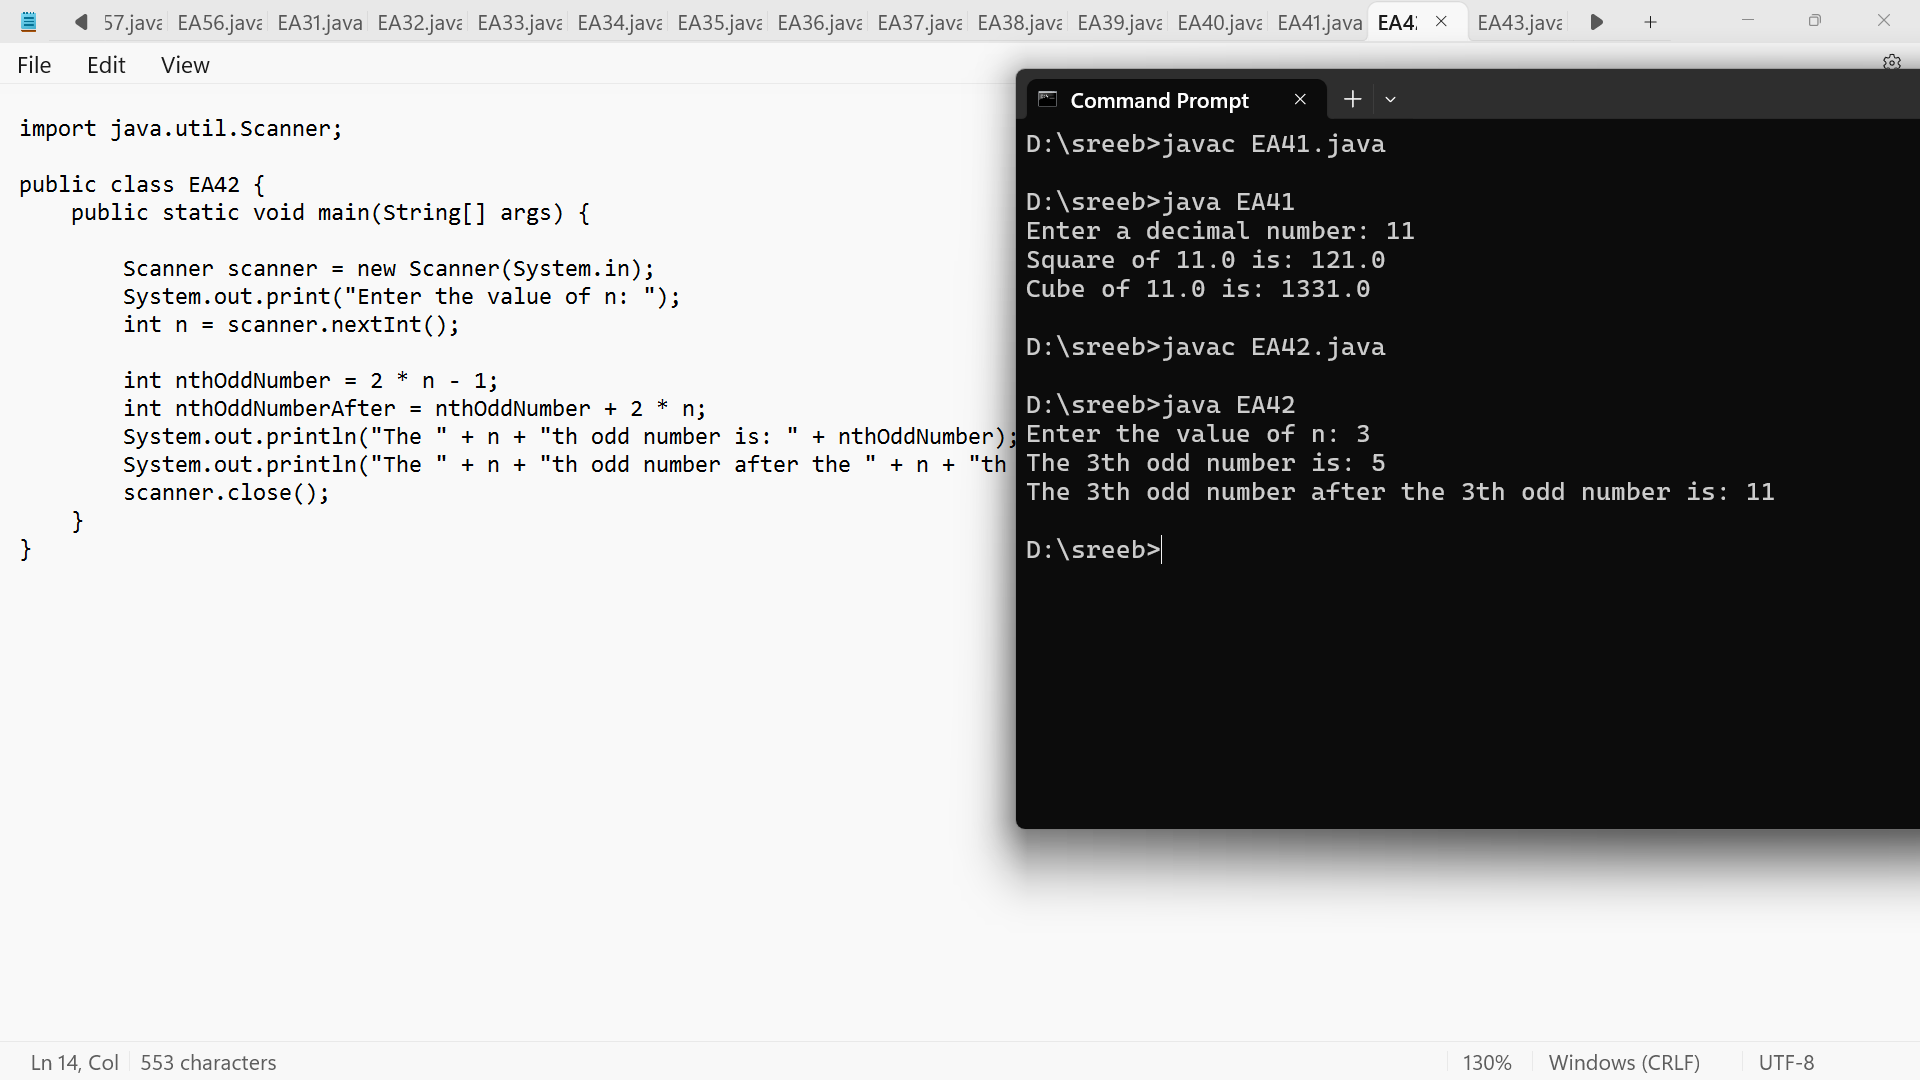 57.java EA56.java EA31.java EA32.java EA33.java EA34.java EA35.java EA36.java EA37.java EA38.java EA39.java EA40.java EA41.java EA42 EA43.java
File Edit View
import java.util.Scanner;
public class EA42 {
public static void main(String[] args) {
Scanner scanner = new Scanner(System.in);
System.out.print("Enter the value of n: ");
int n = scanner.nextInt();
int nthOddNumber = 2 * n - 1;
int nthOddNumberAfter = nthOddNumber + 2 * n;
System.out.println("The " + n + "th odd number is: " + nthOddNumber);
System.out.println("The " + n + "th odd number after the " + n + "th
scanner.close();
}
}
Command Prompt
D:\sreeb>javac EA41.java
D:\sreeb>java EA41
Enter a decimal number: 11
Square of 11.0 is: 121.0
Cube of 11.0 is: 1331.0
D:\sreeb>javac EA42.java
D:\sreeb>java EA42
Enter the value of n: 3
The 3th odd number is: 5
The 3th odd number after the 3th odd number is: 11
D:\sreeb>
Ln 14, Col 553 characters 130% Windows (CRLF) UTF-8